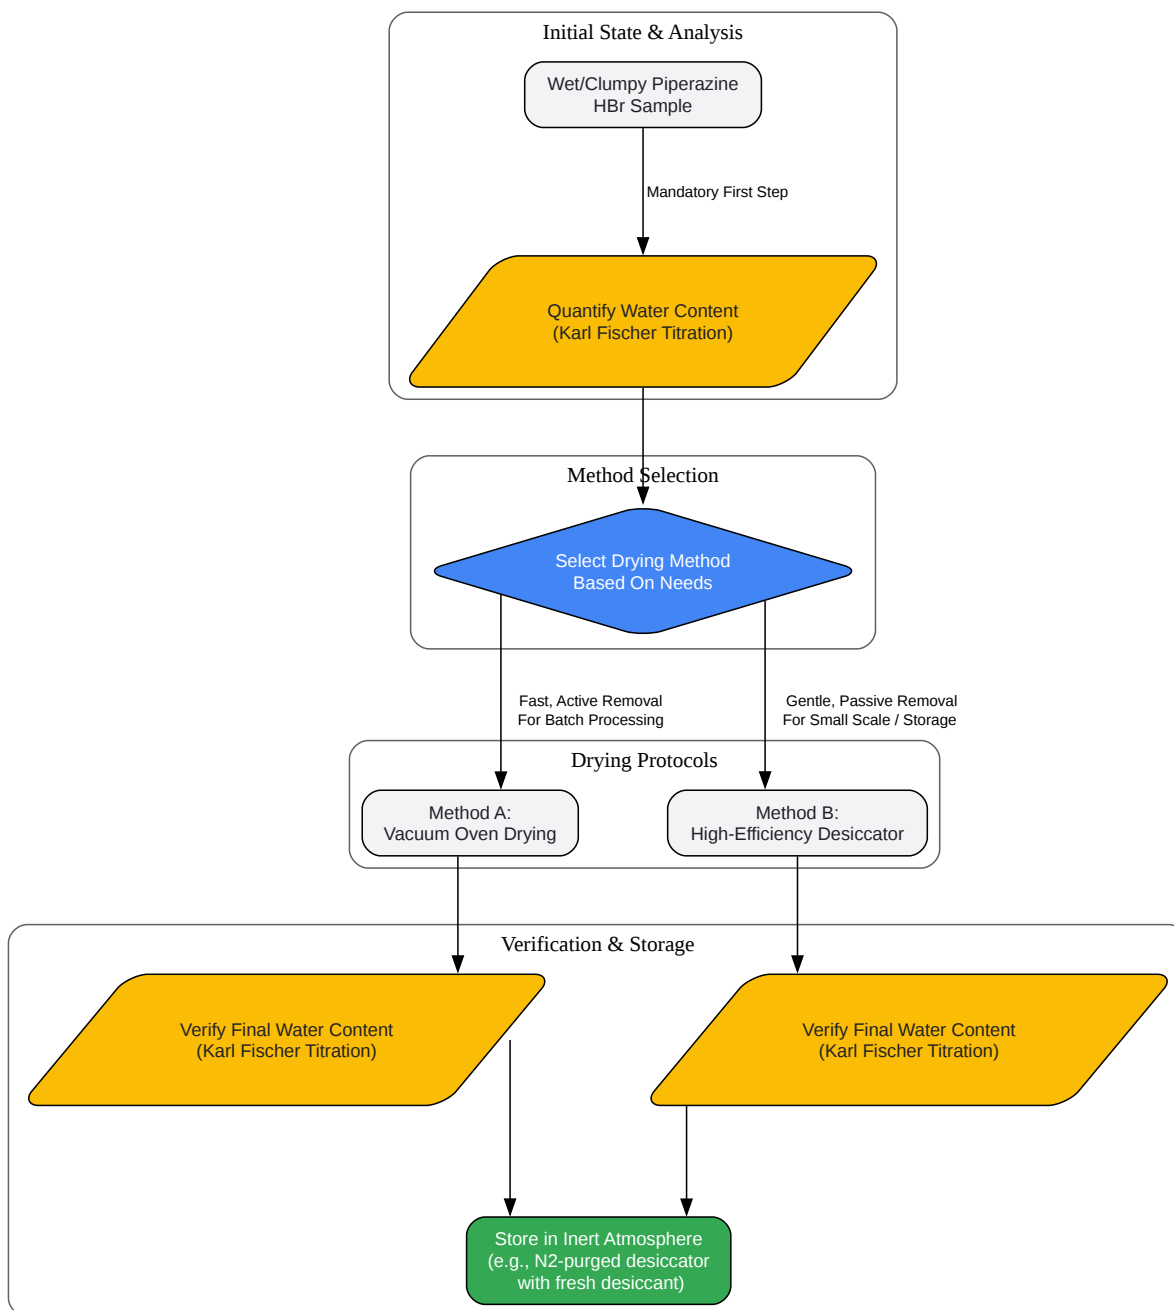 Initial State & Analysis
Wet/Clumpy Piperazine
HBr Sample
Mandatory First Step
Quantify Water Content
(Karl Fischer Titration)
Method Selection
Select Drying Method
Based On Needs
Fast, Active Removal
For Batch Processing
Gentle, Passive Removal
For Small Scale / Storage
Drying Protocols
Method A:
Vacuum Oven Drying
Method B:
High-Efficiency Desiccator
Verification & Storage
Verify Final Water Content
(Karl Fischer Titration)
Verify Final Water Content
(Karl Fischer Titration)
Store in Inert Atmosphere
(e.g., N2-purged desiccator
with fresh desiccant)